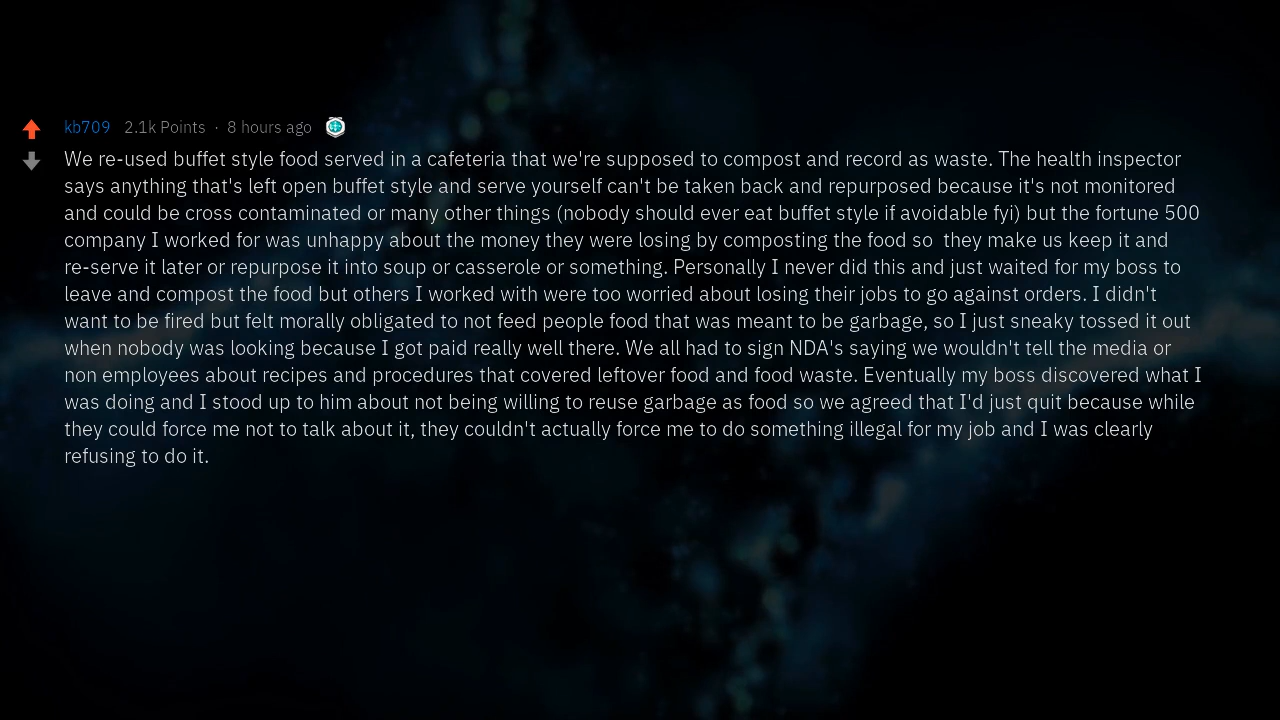 kb709 2.1k Points · 8 hours ago
We re-used buffet style food served in a cafeteria that we're supposed to compost and record as waste. The health inspector
says anything that's left open buffet style and serve yourself can't be taken back and repurposed because it's not monitored
and could be cross contaminated or many other things (nobody should ever eat buffet style if avoidable fyi) but the fortune 500
company I worked for was unhappy about the money they were losing by composting the food so  they make us keep it and
re-serve it later or repurpose it into soup or casserole or something. Personally I never did this and just waited for my boss to
leave and compost the food but others I worked with were too worried about losing their jobs to go against orders. I didn't
want to be fired but felt morally obligated to not feed people food that was meant to be garbage, so I just sneaky tossed it out
when nobody was looking because I got paid really well there. We all had to sign NDA's saying we wouldn't tell the media or
non employees about recipes and procedures that covered leftover food and food waste. Eventually my boss discovered what I
was doing and I stood up to him about not being willing to reuse garbage as food so we agreed that I'd just quit because while
they could force me not to talk about it, they couldn't actually force me to do something illegal for my job and I was clearly
refusing to do it.